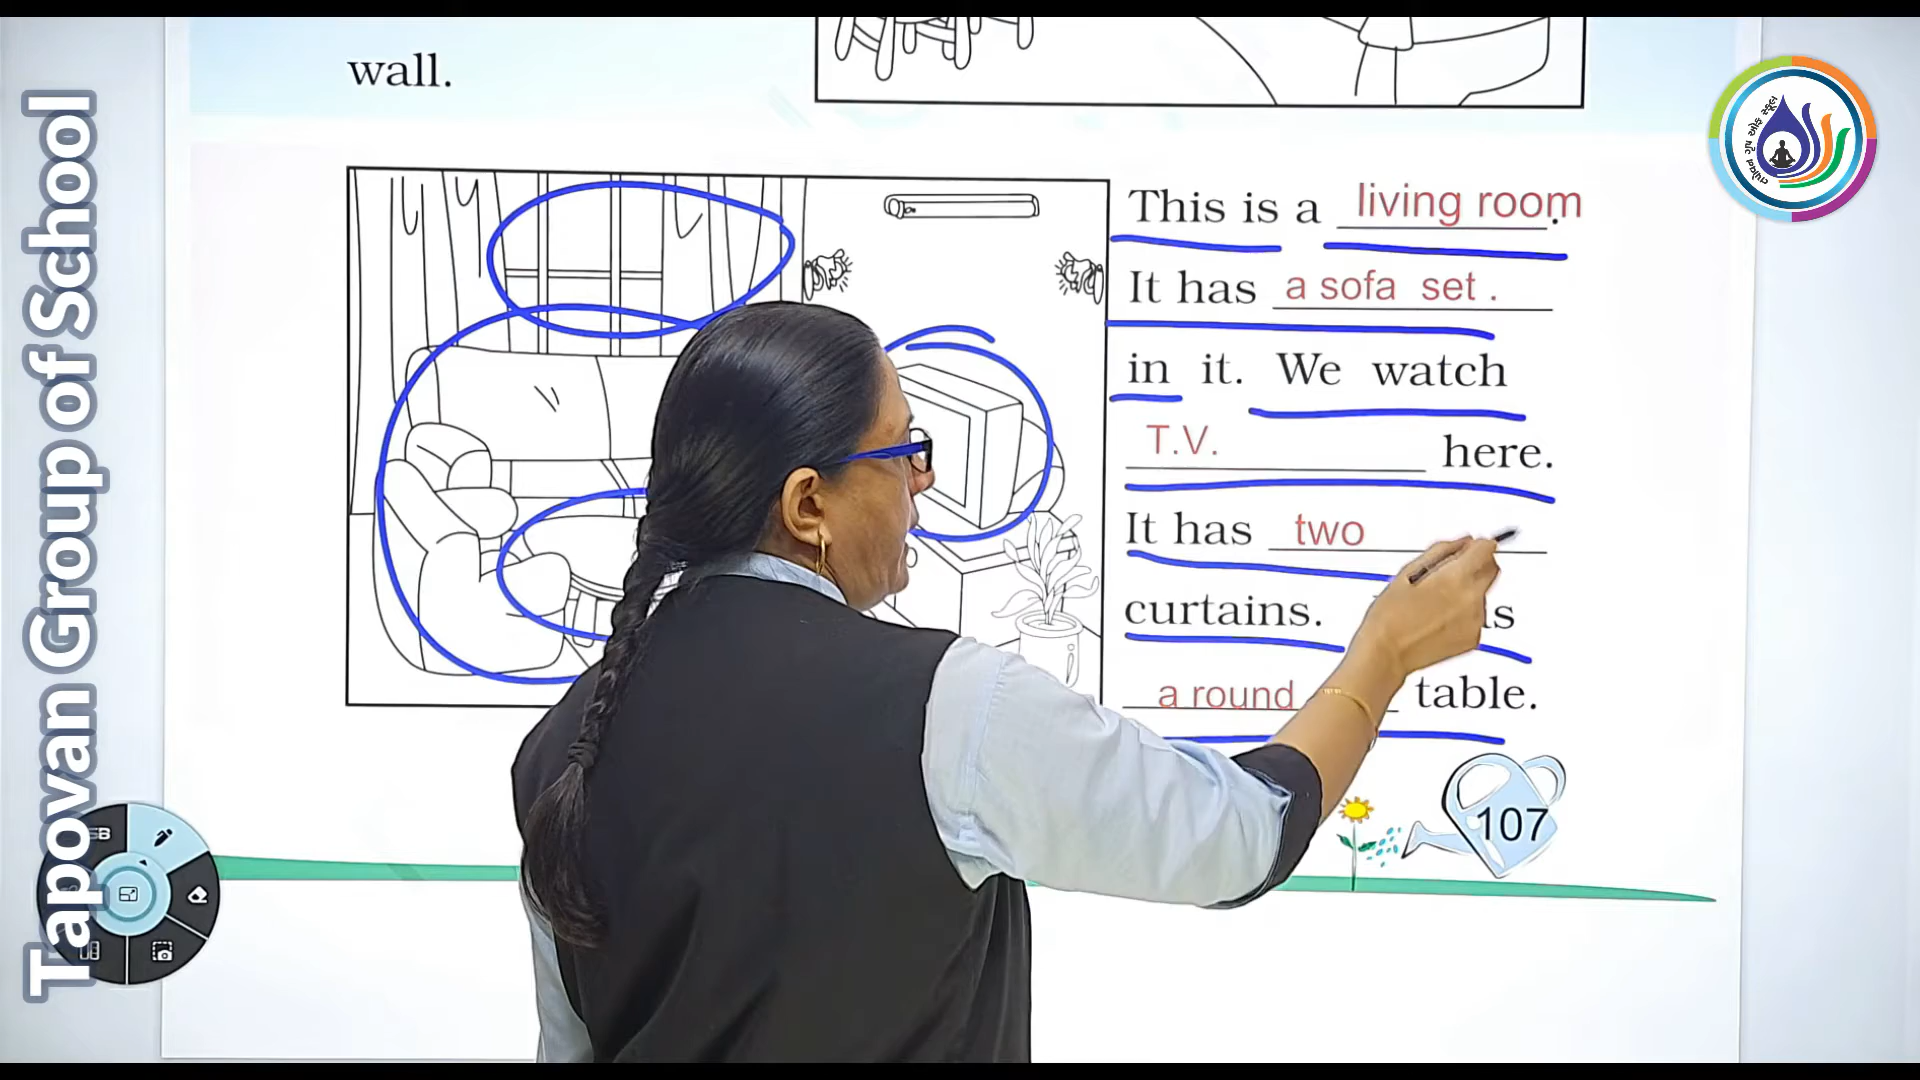 wall.
This is a living room.
It has a sofa set .
in it. We watch
T.V. here.
It has two
curtains.
a round table.
107
Tapovan Group of School